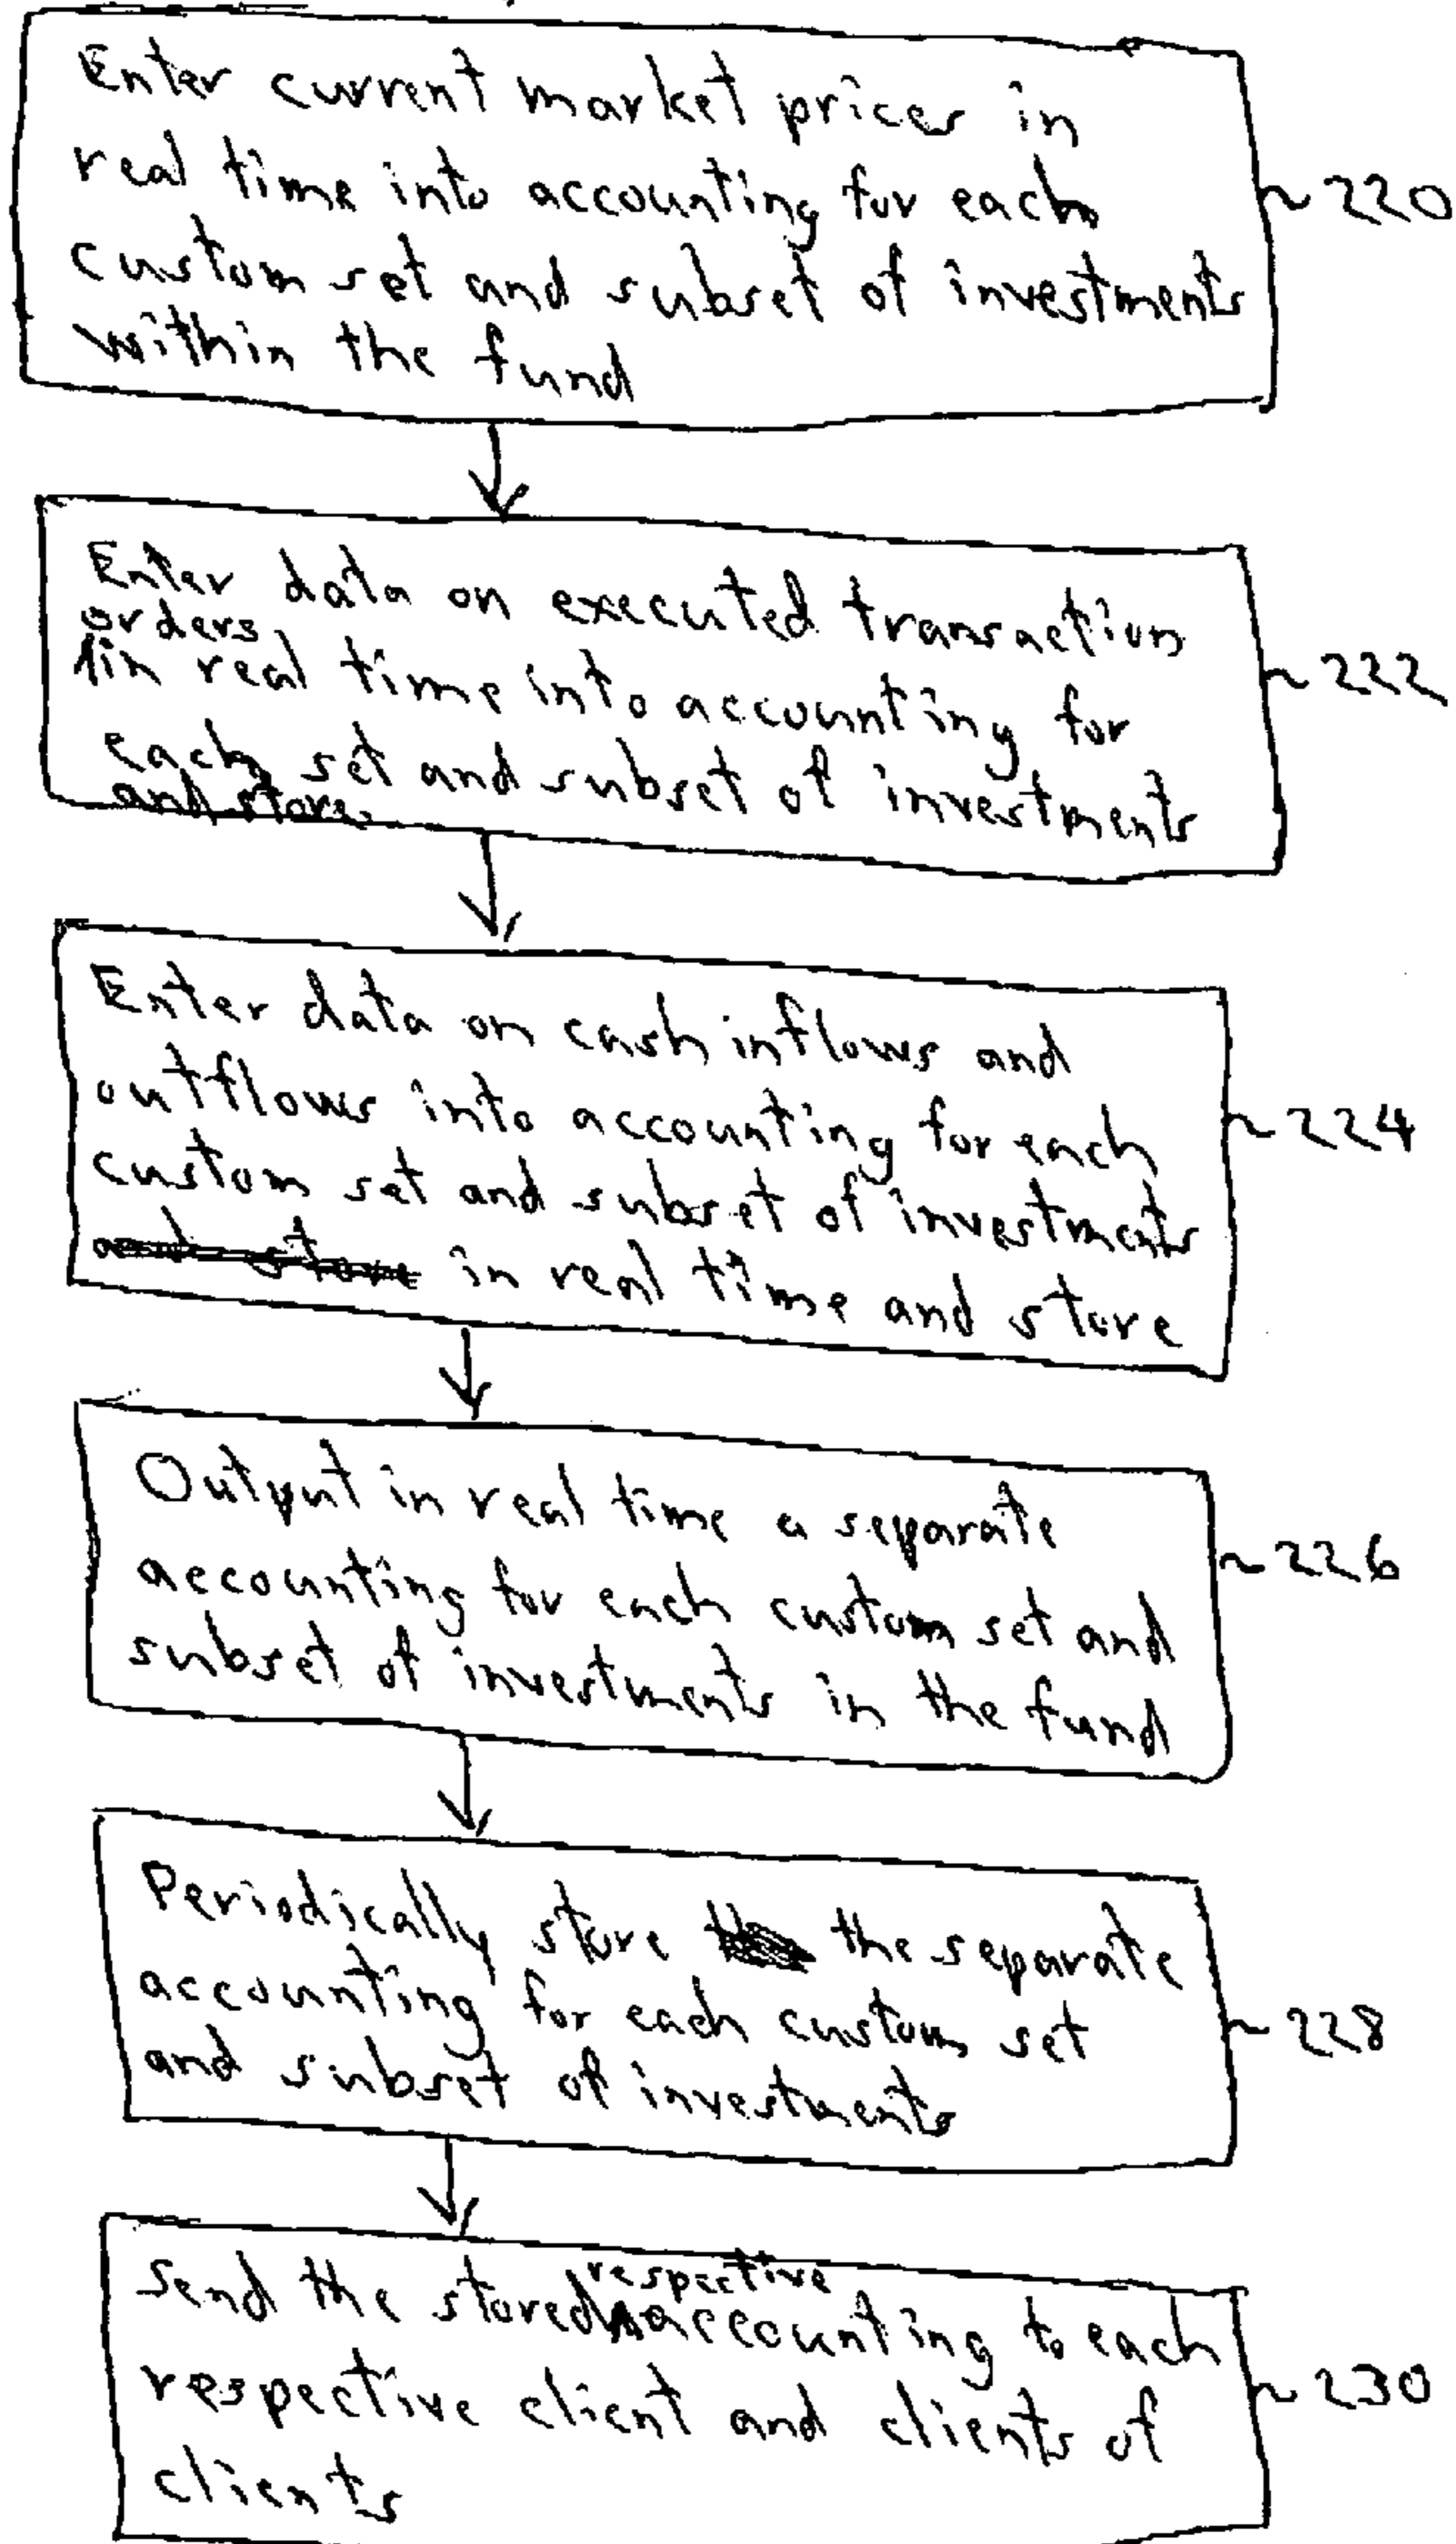 Enter current market prices in
real time into accounting for each
custom set and subset of investments
within the fund
~220
Enter data on executed transaction
orders
in real time into accounting for
each set and subset of investments
and store.
~222
Enter data on cash inflows and
outflows into accounting for each
custom set and subset of investments
and store in real time and store
~224
Output in real time a separate
accounting for each custom set and
subset of investments in the fund
~226
Periodically store the separate
accounting for each custom set
and subset of investments
~228
respective
Send the stored accounting to each
respective client and clients of
clients
~230